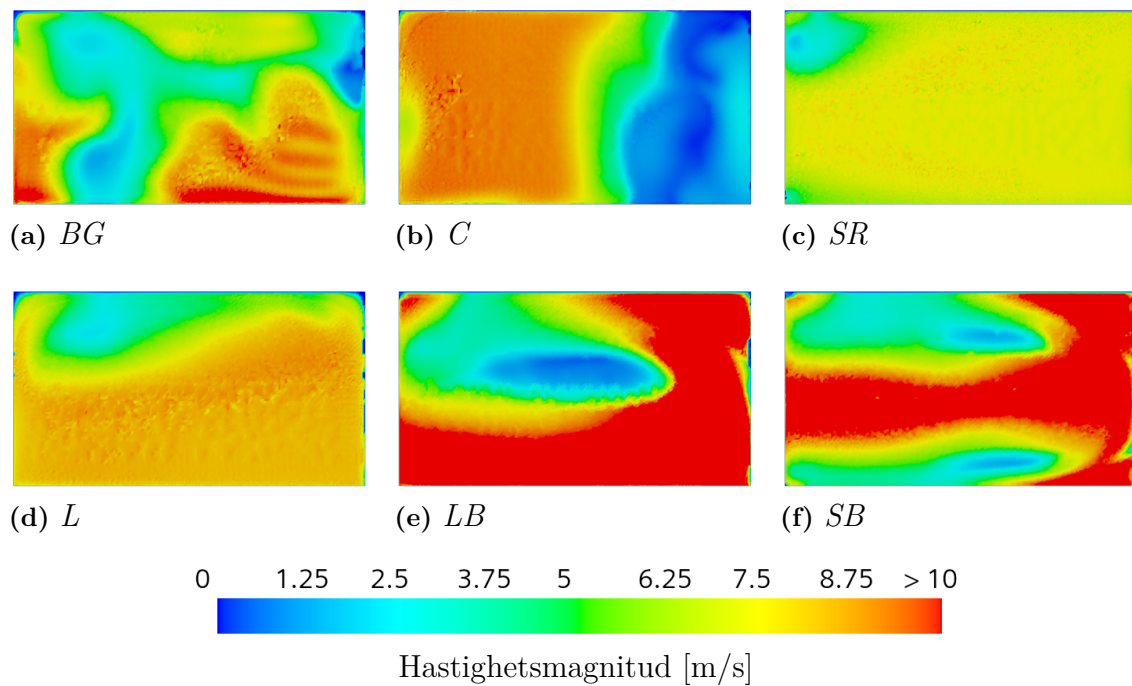 (a) BG
(b) C
(c) SR
(d) L
(e) LB
(f) SB
0 1.25 2.5 3.75 5 6.25 7.5 8.75 > 10
Hastighetsmagnitud [m/s]